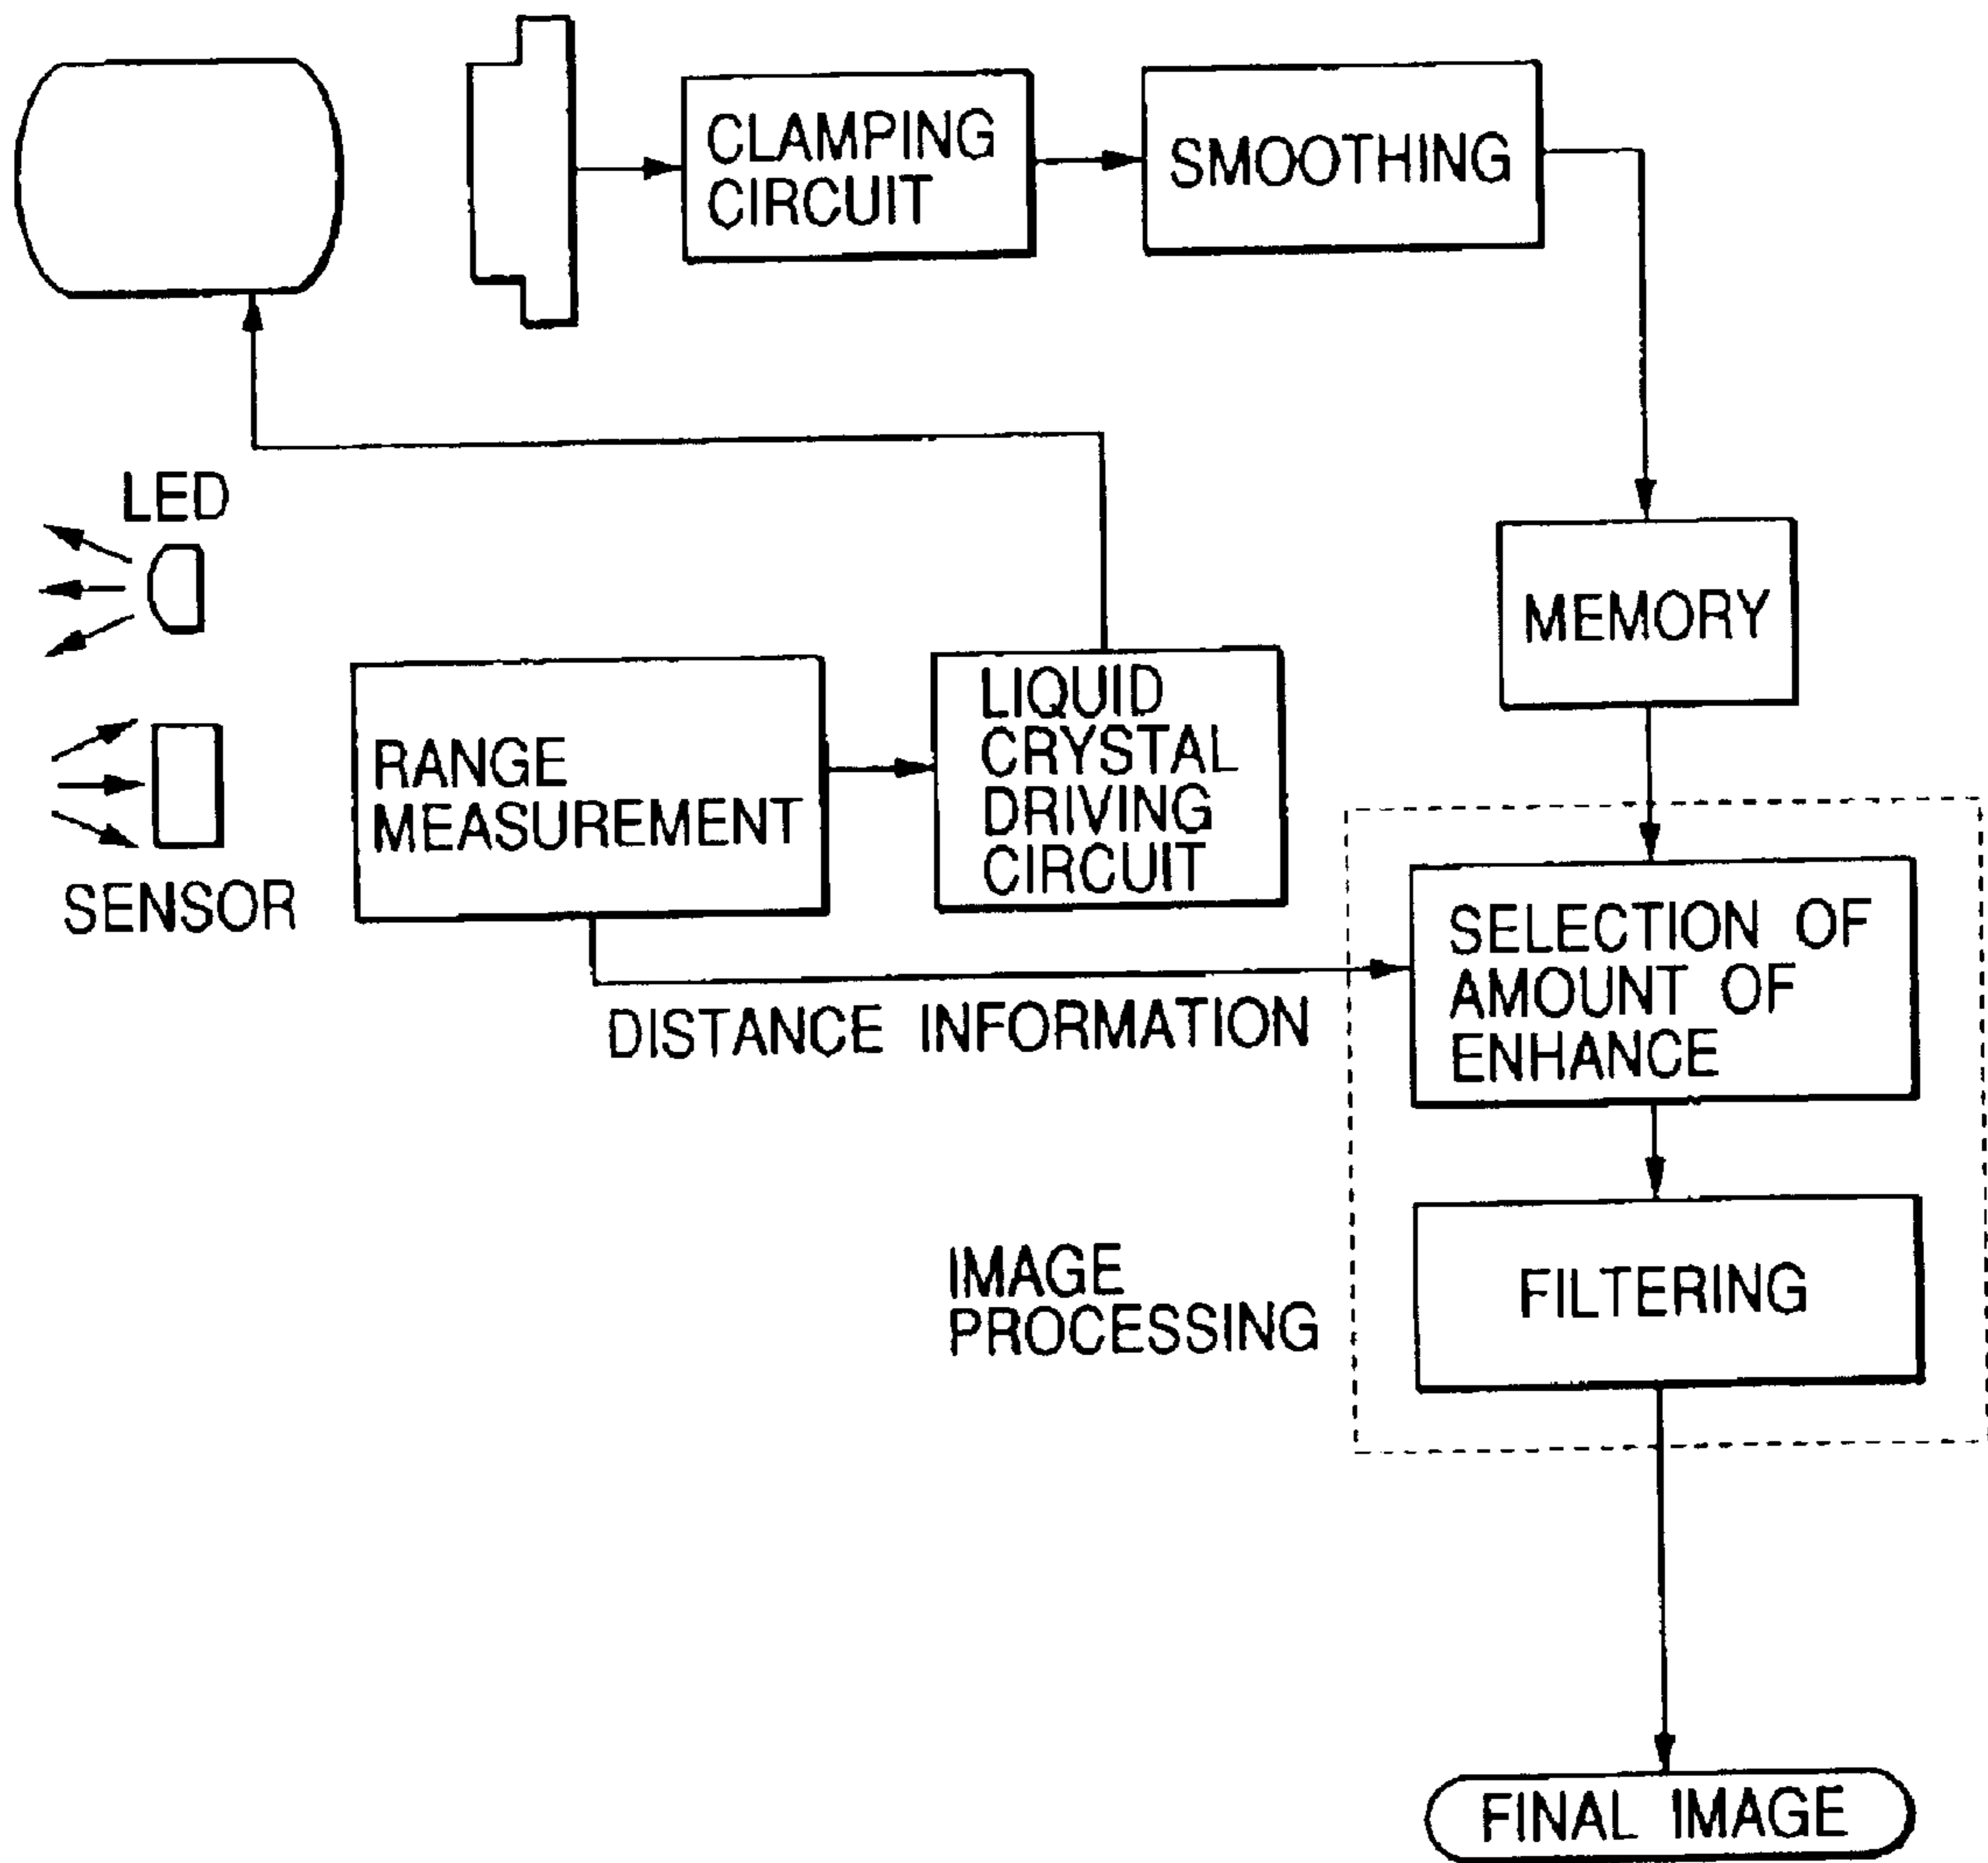 CLAMPING
CIRCUIT
SMOOTHING
LED
MEMORY
LIQUID
CRYSTAL
DRIVING
CIRCUIT
RANGE
MEASUREMENT
SENSOR
SELECTION OF
AMOUNT OF
ENHANCE
DISTANCE INFORMATION
IMAGE
PROCESSING
FILTERING
FINAL IMAGE